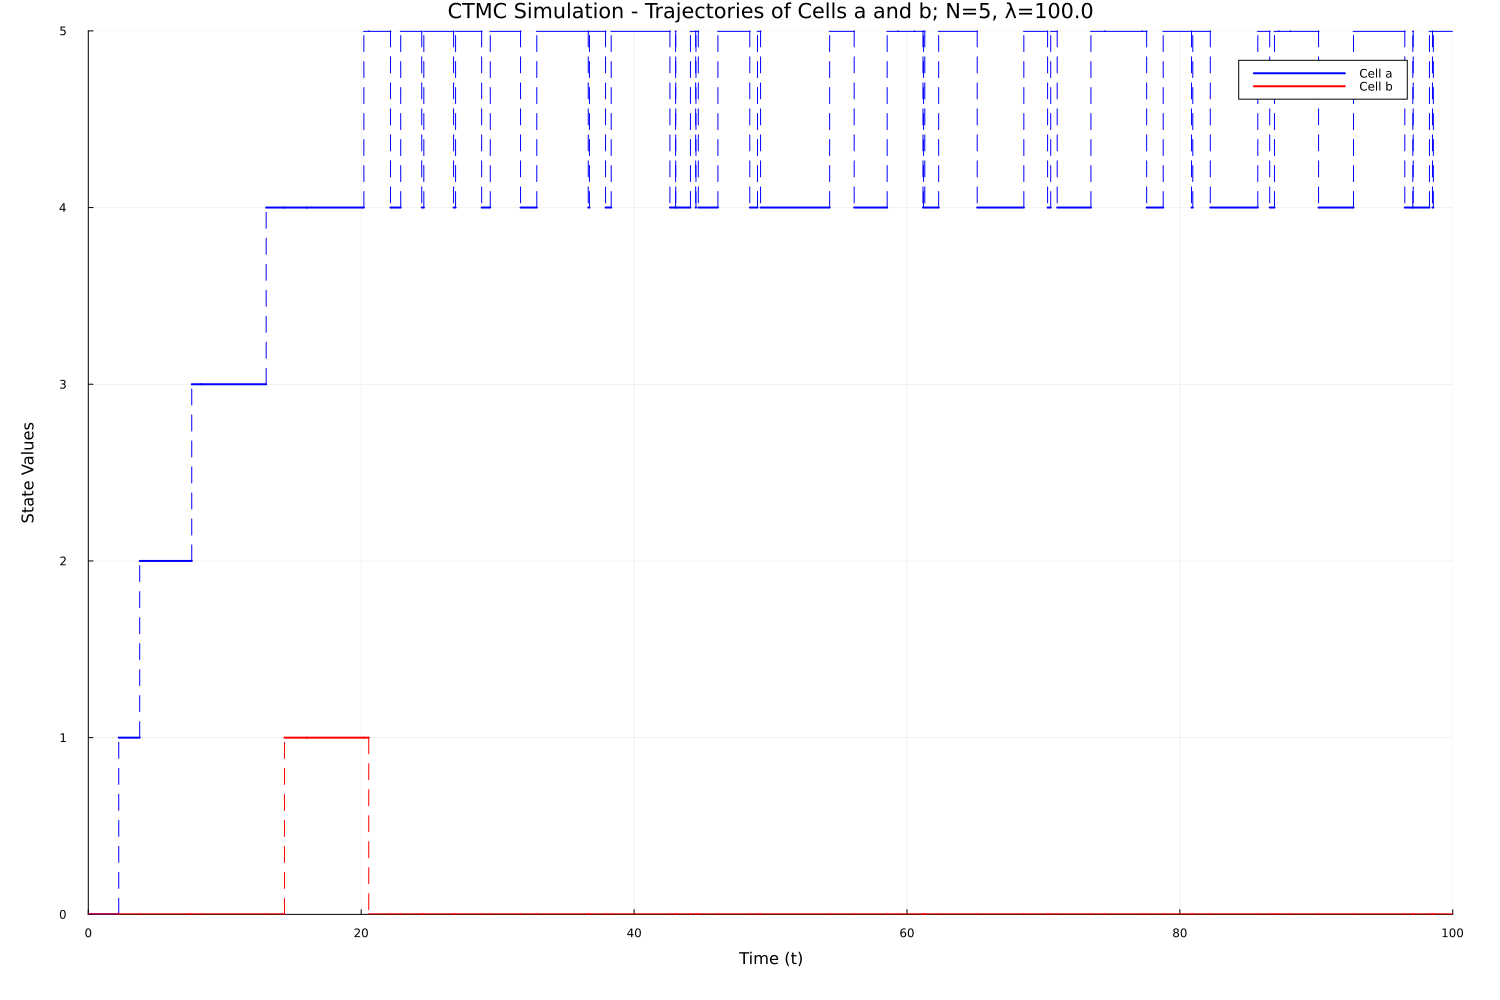 CTMC Simulation - Trajectories of Cells a and b; N=5, λ=100.0
5
Cell a
Cell b
4
3
State Values
2
1
0
0 20 40 60 80 100
Time (t)